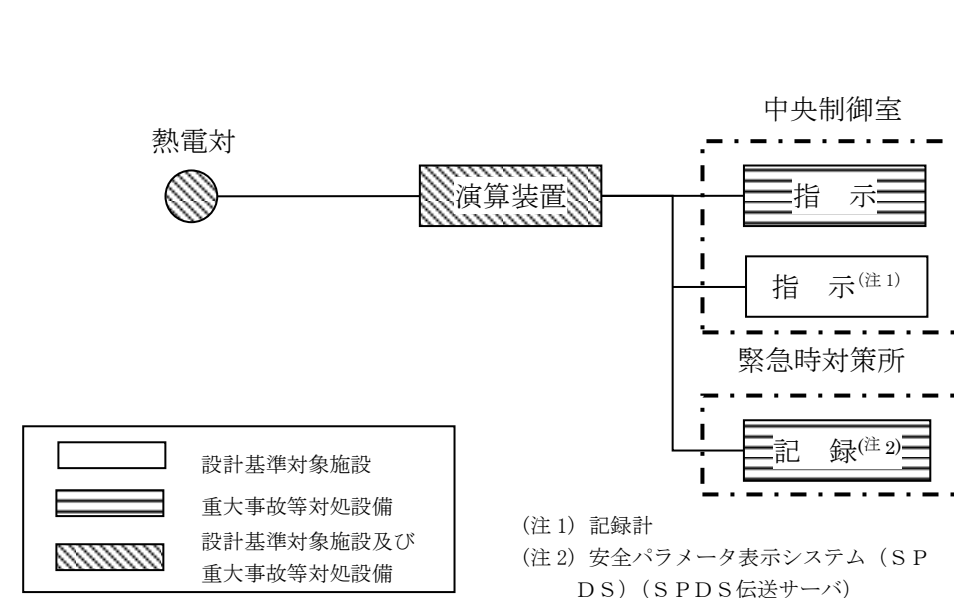 中央制御室
熱電対
演算装置
指　示
指　示(注1)
緊急時対策所
記　録(注2)
設計基準対象施設
重大事故等対処設備
設計基準対象施設及び
重大事故等対処設備
(注1) 記録計
(注2) 安全パラメータ表示システム（ＳＰ
ＤＳ）（ＳＰＤＳ伝送サーバ）